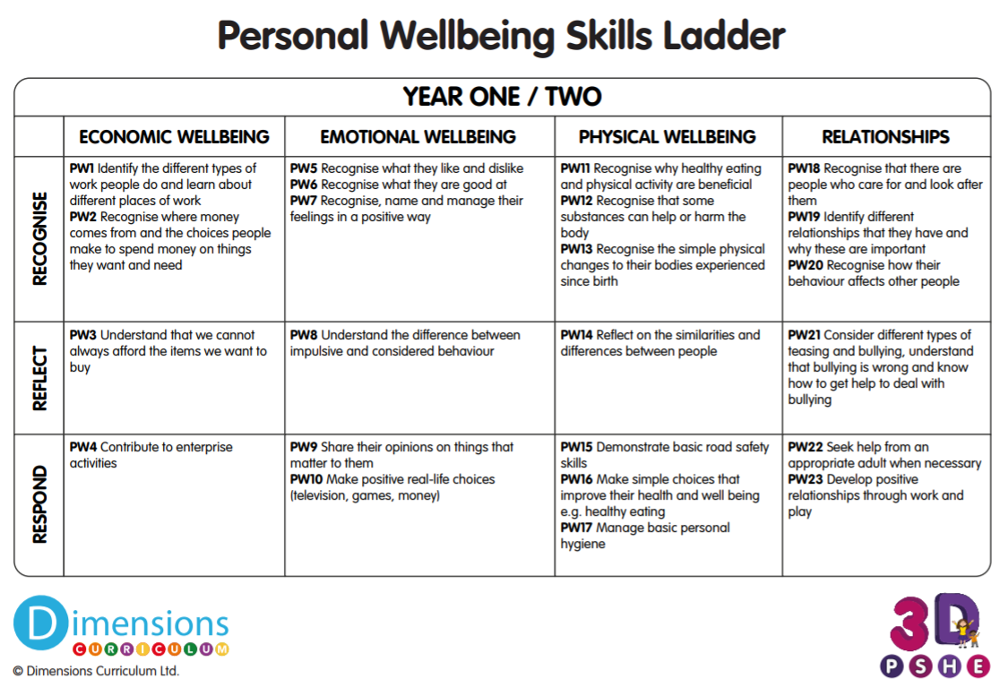 Personal Wellbeing Skills Ladder
YEAR ONE / TWO
ECONOMIC WELLBEING
EMOTIONAL WELLBEING
PHYSICAL WELLBEING
RELATIONSHIPS
RECOGNISE
PW1 Identify the different types of
work people do and learn about
different places of work
PW2 Recognise where money
comes from and the choices people
make to spend money on things
they want and need
PW5 Recognise what they like and dislike
PW6 Recognise what they are good at
PW7 Recognise, name and manage their
feelings in a positive way
PW11 Recognise why healthy eating
and physical activity are beneficial
PW12 Recognise that some
substances can help or harm the
body
PW13 Recognise the simple physical
changes to their bodies experienced
since birth
PW18 Recognise that there are
people who care for and look after
them
PW19 Identify different
relationships that they have and
why these are important
PW20 Recognise how their
behaviour affects other people
REFLECT
PW3 Understand that we cannot
always afford the items we want to
buy
PW8 Understand the difference between
impulsive and considered behaviour
PW14 Reflect on the similarities and
differences between people
PW21 Consider different types of
teasing and bullying, understand
that bullying is wrong and know
how to get help to deal with
bullying
RESPOND
PW4 Contribute to enterprise
activities
PW9 Share their opinions on things that
matter to them
PW10 Make positive real-life choices
(television, games, money)
PW15 Demonstrate basic road safety
skills
PW16 Make simple choices that
improve their health and well being
e.g. healthy eating
PW17 Manage basic personal
hygiene
PW22 Seek help from an
appropriate adult when necessary
PW23 Develop positive
relationships through work and
play
Dimensions
CURRICULUM
© Dimensions Curriculum Ltd.
3D
PSHE